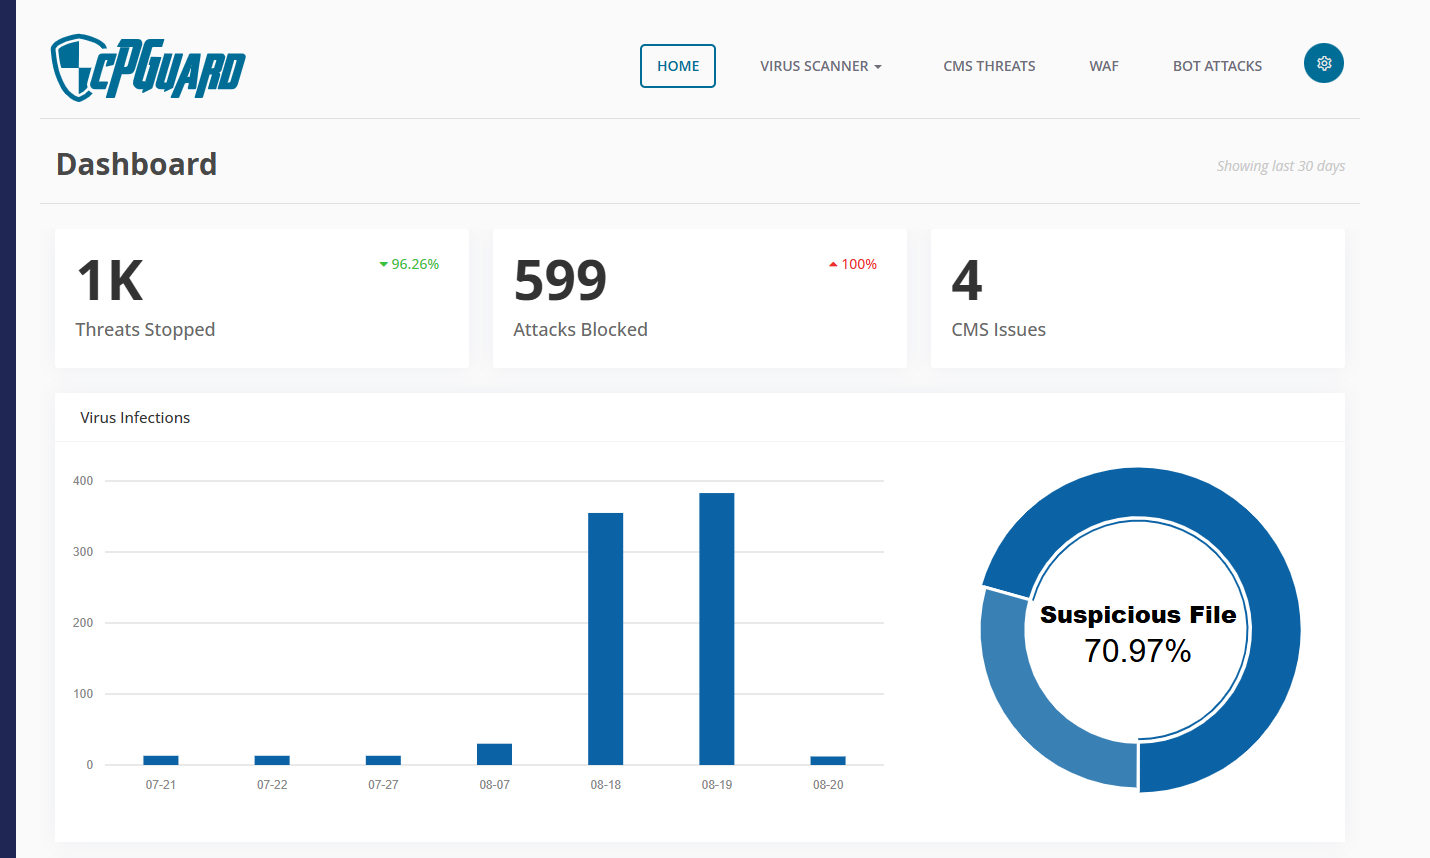 cPGuard
HOME
VIRUS SCANNER
CMS THREATS
WAF
BOT ATTACKS
Dashboard
Showing last 30 days
1K
96.26%
Threats Stopped
599
100%
Attacks Blocked
4
CMS Issues
Virus Infections
400
300
200
100
0
07-21
07-22
07-27
08-07
08-18
08-19
08-20
Suspicious File
70.97%